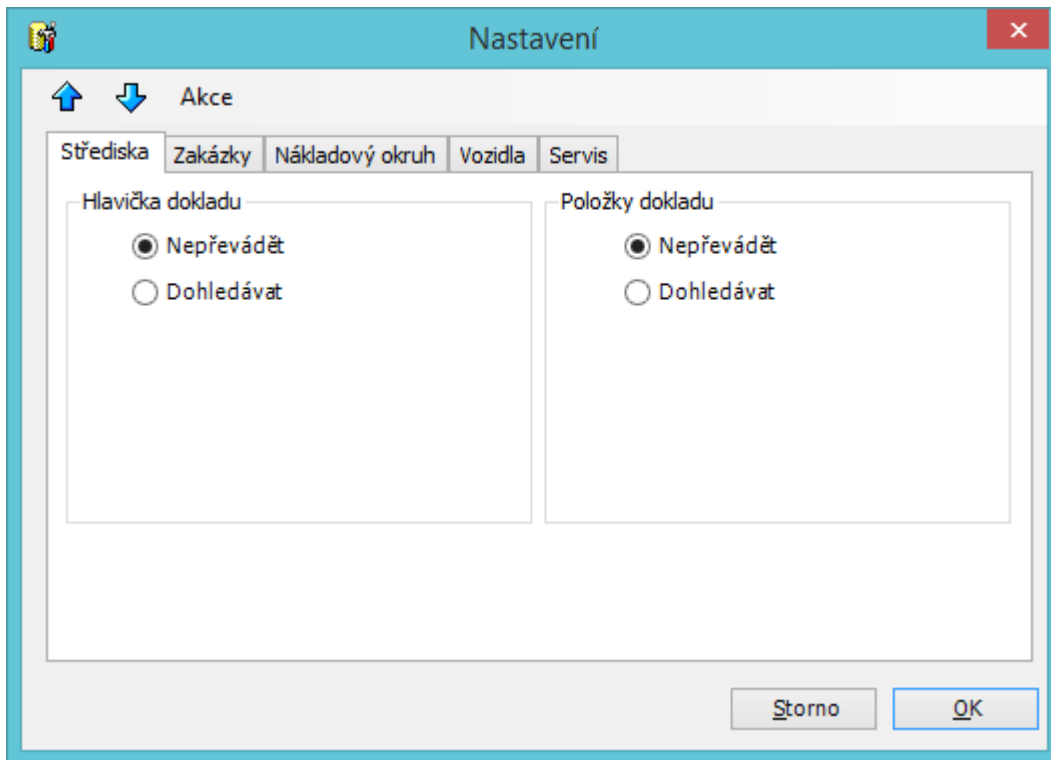 Nastavení
Akce
Střediska Zakázky Nákladový okruh Vozidla Servis
Hlavička dokladu Položky dokladu
Nepřevádět Nepřevádět
Dohledávat Dohledávat
Storno OK